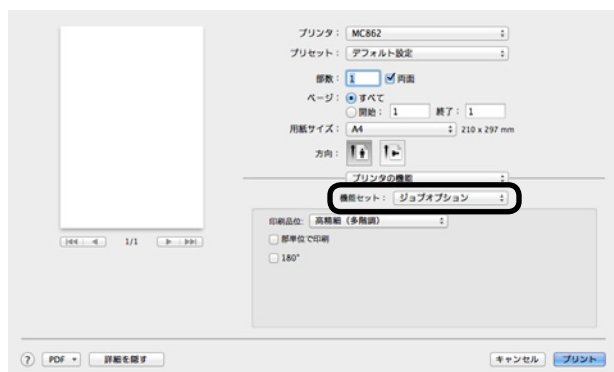 プリンタ： MC862
プリセット： デフォルト設定
部数： 1 両面
ページ： すべて
開始： 1 終了： 1
用紙サイズ： A4 210 x 297 mm
方向：
プリンタの機能
機能セット： ジョブオプション
印刷品位： 高精細（多階調）
部単位で印刷
1/1
180°
? PDF 詳細を隠す キャンセル プリント